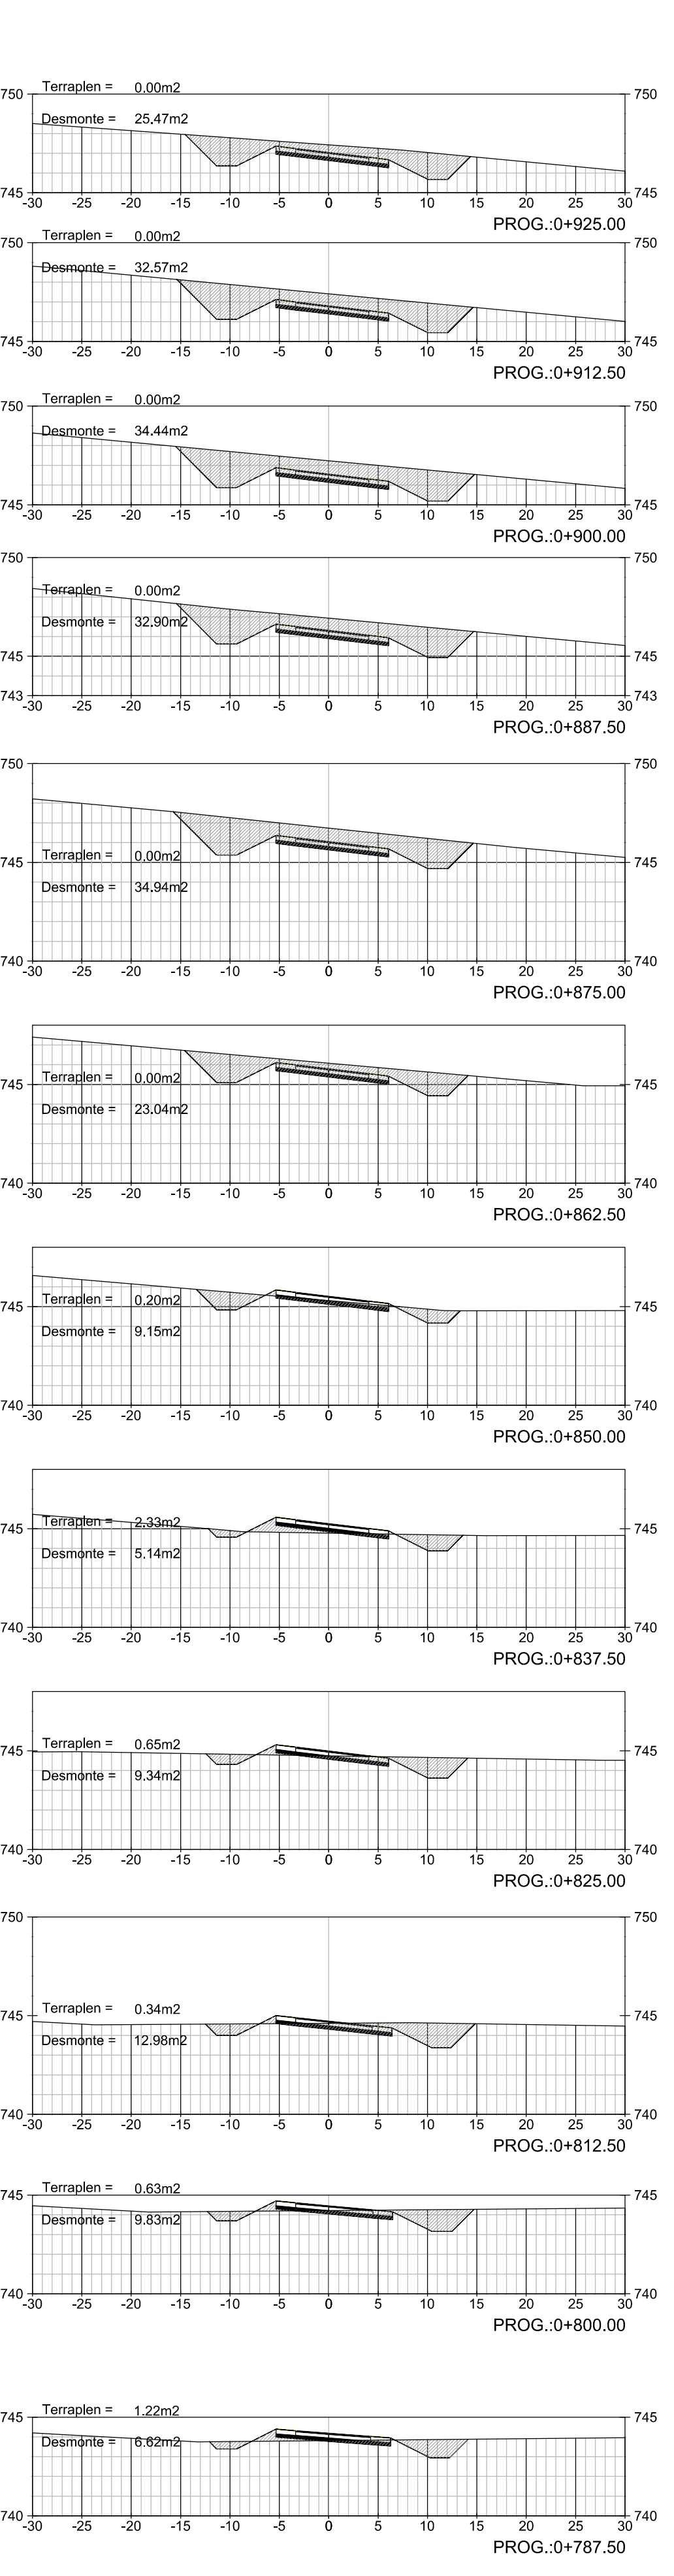 Terraplen = 0.00m2
750 750
Desmonte = 25.47m2
745 745
-30 -25 -20 -15 -10 -5 0 5 10 15 20 25 30
PROG.:0+925.00
Terraplen = 0.00m2
750 750
Desmonte = 32.57m2
745 745
-30 -25 -20 -15 -10 -5 0 5 10 15 20 25 30
PROG.:0+912.50
Terraplen = 0.00m2
750 750
Desmonte = 34.44m2
745 745
-30 -25 -20 -15 -10 -5 0 5 10 15 20 25 30
PROG.:0+900.00
750 750
Terraplen = 0.00m2
Desmonte = 32.90m2
745 745
743 743
-30 -25 -20 -15 -10 -5 0 5 10 15 20 25 30
PROG.:0+887.50
750 750
Terraplen = 0.00m2
745 745
Desmonte = 34.94m2
740 740
-30 -25 -20 -15 -10 -5 0 5 10 15 20 25 30
PROG.:0+875.00
Terraplen = 0.00m2
745 745
Desmonte = 23.04m2
740 740
-30 -25 -20 -15 -10 -5 0 5 10 15 20 25 30
PROG.:0+862.50
Terraplen = 0.20m2
745 745
Desmonte = 9.15m2
740 740
-30 -25 -20 -15 -10 -5 0 5 10 15 20 25 30
PROG.:0+850.00
Terraplen = 2.33m2
745 745
Desmonte = 5.14m2
740 740
-30 -25 -20 -15 -10 -5 0 5 10 15 20 25 30
PROG.:0+837.50
Terraplen = 0.65m2
745 745
Desmonte = 9.34m2
740 740
-30 -25 -20 -15 -10 -5 0 5 10 15 20 25 30
PROG.:0+825.00
750 750
Terraplen = 0.34m2
745 745
Desmonte = 12.98m2
740 740
-30 -25 -20 -15 -10 -5 0 5 10 15 20 25 30
PROG.:0+812.50
Terraplen = 0.63m2
745 745
Desmonte = 9.83m2
740 740
-30 -25 -20 -15 -10 -5 0 5 10 15 20 25 30
PROG.:0+800.00
Terraplen = 1.22m2
745 745
Desmonte = 6.62m2
740 740
-30 -25 -20 -15 -10 -5 0 5 10 15 20 25 30
PROG.:0+787.50